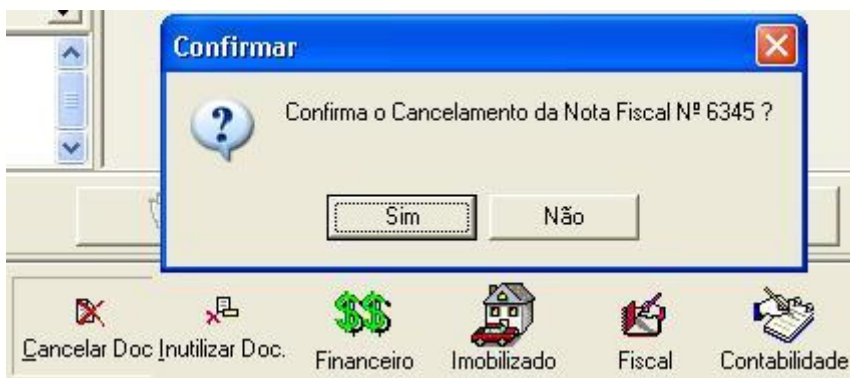 Confirmar
Confirma o Cancelamento da Nota Fiscal Nº 6345 ?
Sim
Não
Cancelar Doc
Inutilizar Doc.
Financeiro
Imobilizado
Fiscal
Contabilidade